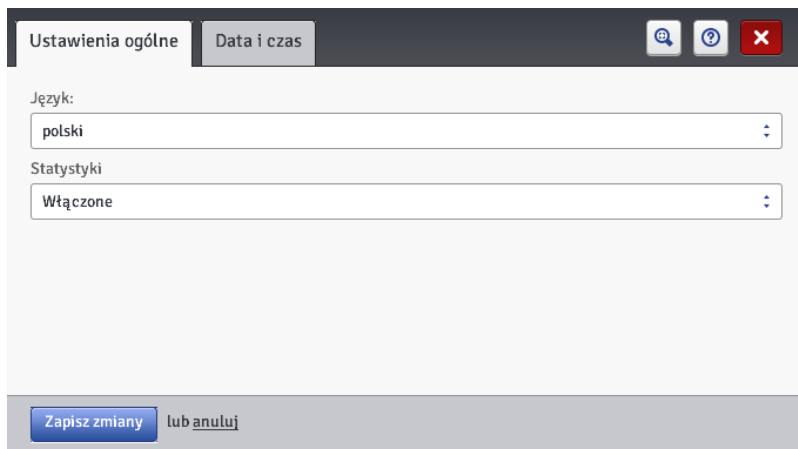 Ustawienia ogólne
Data i czas
Język:
polski
Statystyki
Włączone
Zapisz zmiany lub anuluj